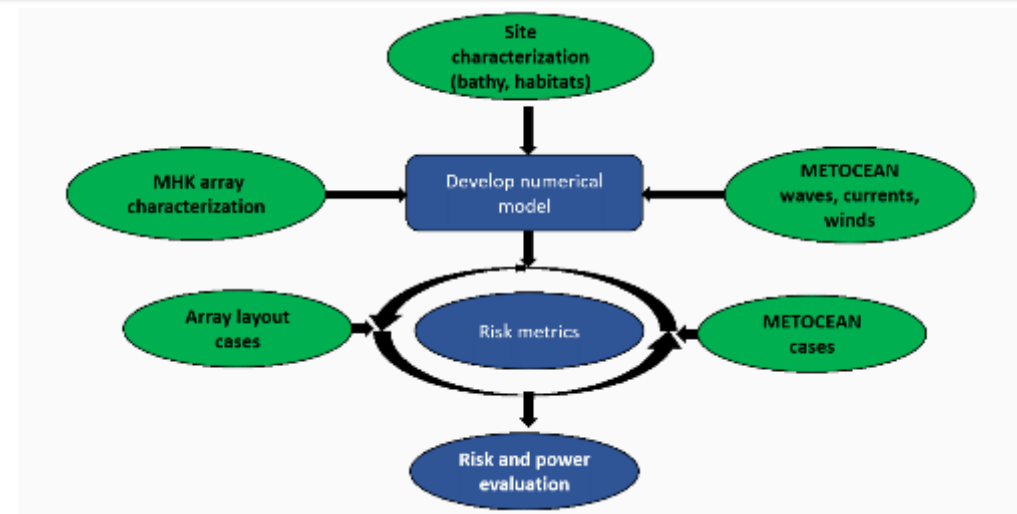 Site
characterization
(bathy, habitats)
MHK array
characterization
Develop numerical
model
METOCEAN
waves, currents,
winds
Array layout
cases
Risk metrics
METOCEAN
cases
Risk and power
evaluation